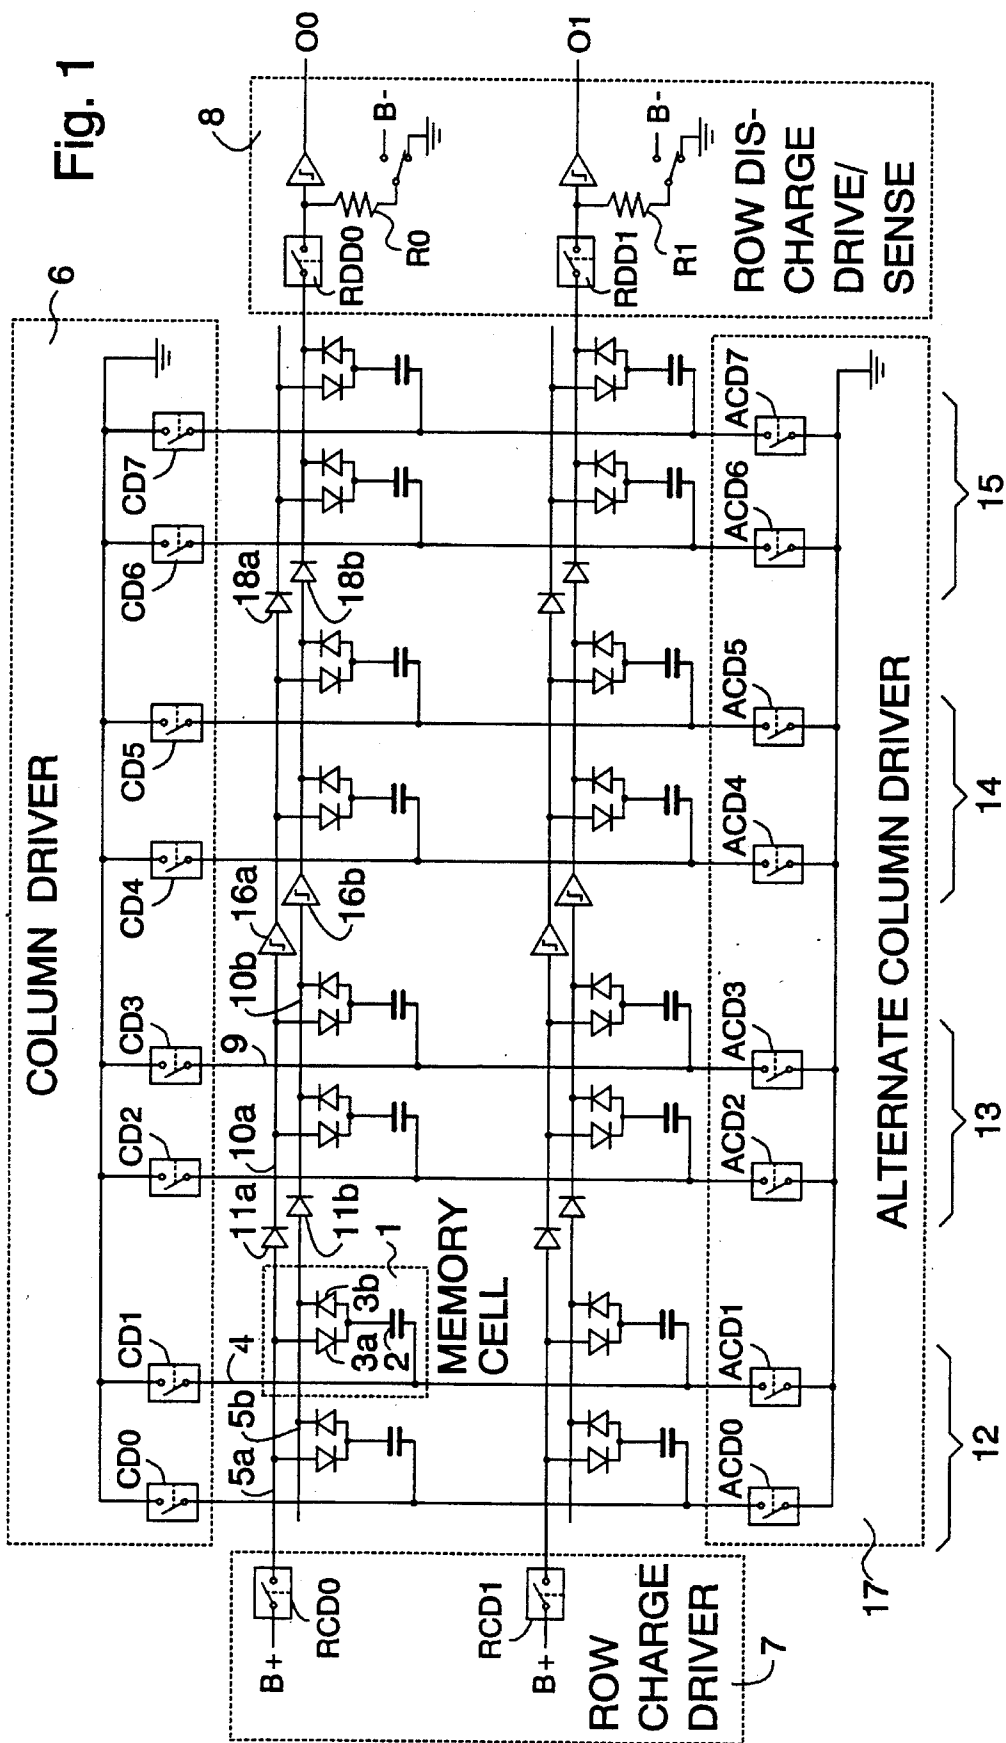 Fig. 1
COLUMN DRIVER
6
CD0
CD1
CD2
CD3
CD4
CD5
CD6
CD7
8
B+
RCD0
5a
5b
4
11a
11b
10a
9
10b
16a
16b
18a
18b
RDD0
R0
B-
O0
3a
3b
2
1
MEMORY
CELL
B+
RCD1
RDD1
R1
B-
O1
ROW
CHARGE
DRIVER
7
ROW DIS-
CHARGE
DRIVE/
SENSE
ACD0
ACD1
ACD2
ACD3
ACD4
ACD5
ACD6
ACD7
ALTERNATE COLUMN DRIVER
17
12
13
14
15